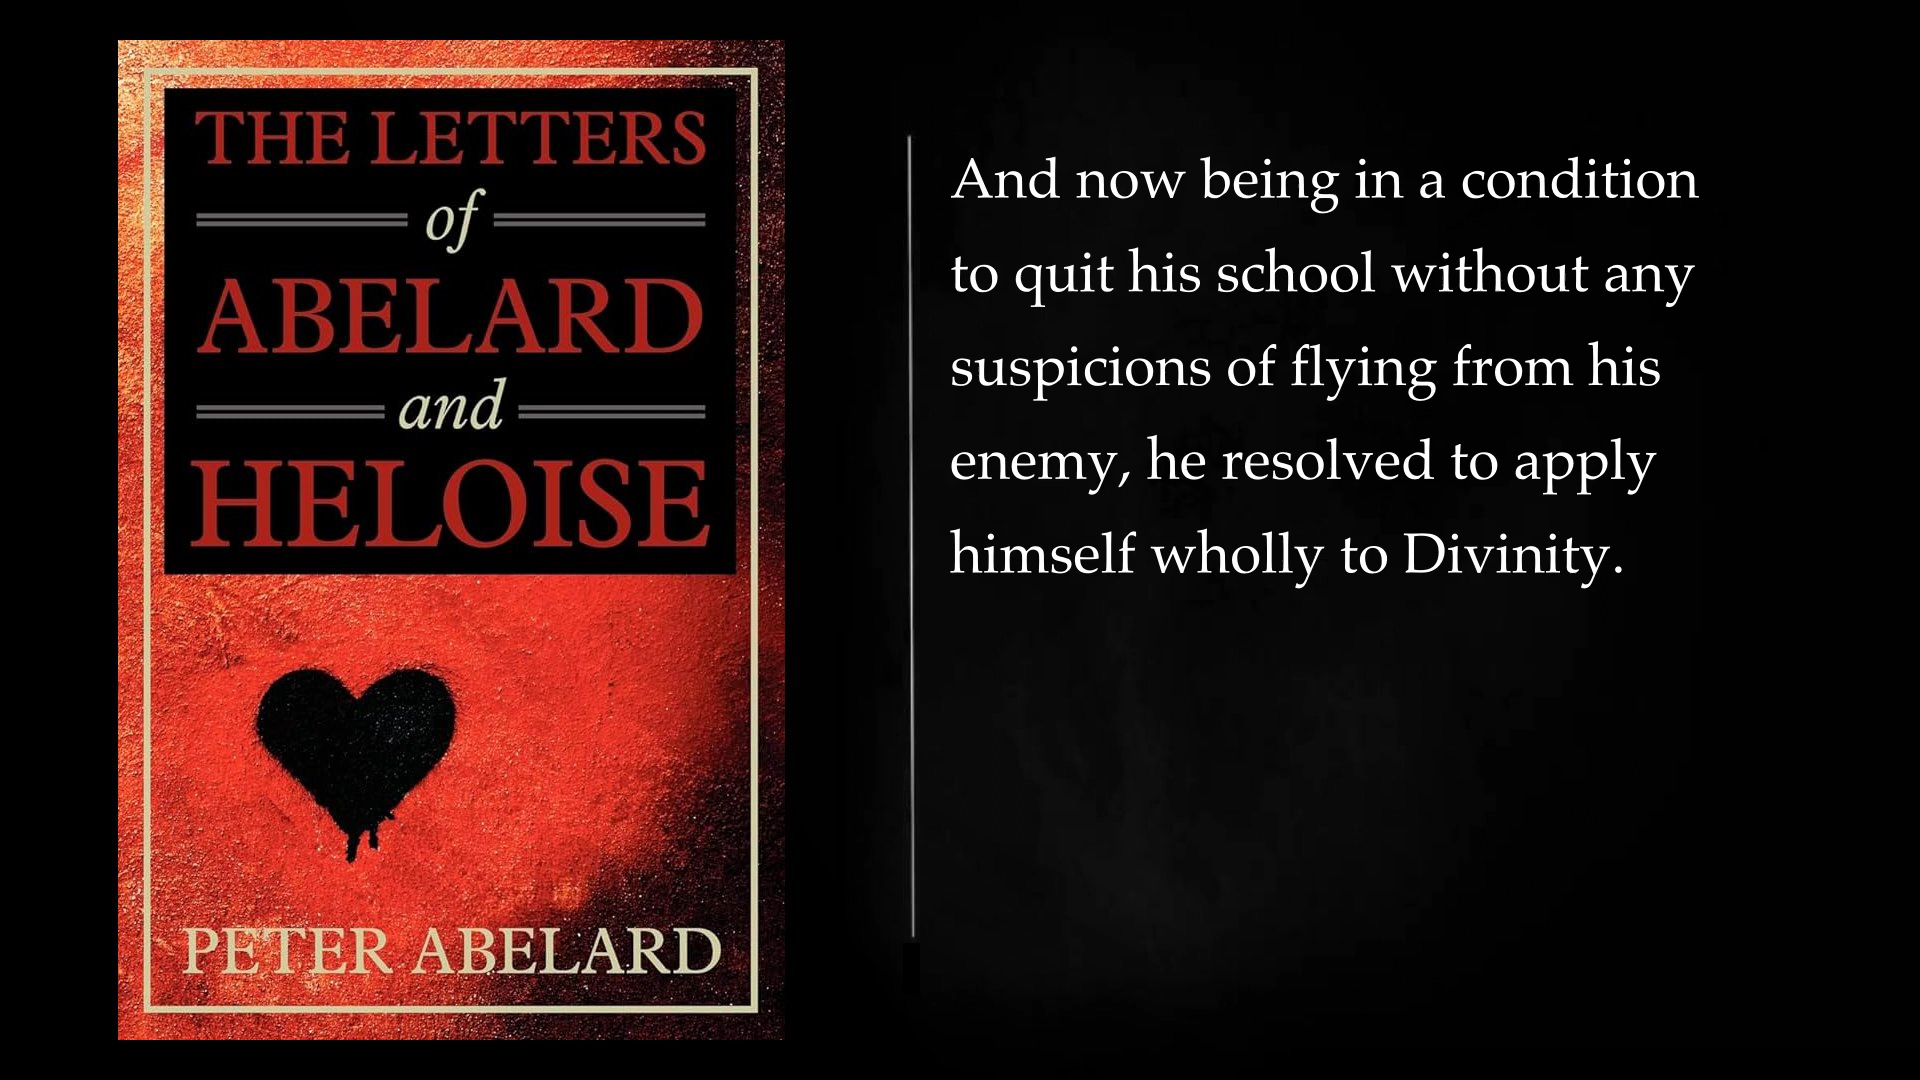 THE LETTERS
of
ABELARD
and
HELOISE
PETER ABELARD
And now being in a condition
to quit his school without any
suspicions of flying from his
enemy, he resolved to apply
himself wholly to Divinity.